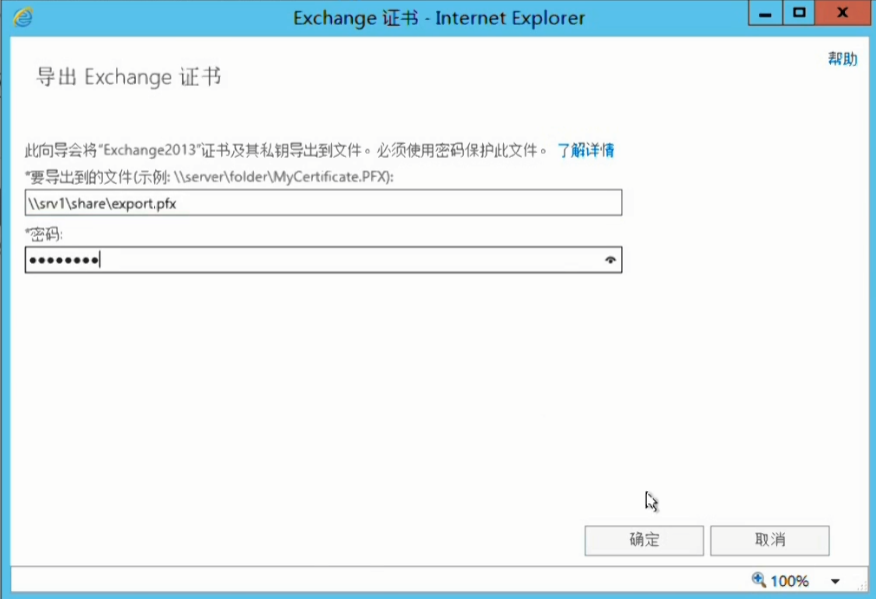 Exchange 证书 - Internet Explorer
帮助
导出 Exchange 证书
此向导会将“Exchange2013”证书及其私钥导出到文件。必须使用密码保护此文件。 了解详情
*要导出到的文件(示例: \\server\folder\MyCertificate.PFX):
\\srv1\share\export.pfx
*密码:
••••••••
确定
取消
100%